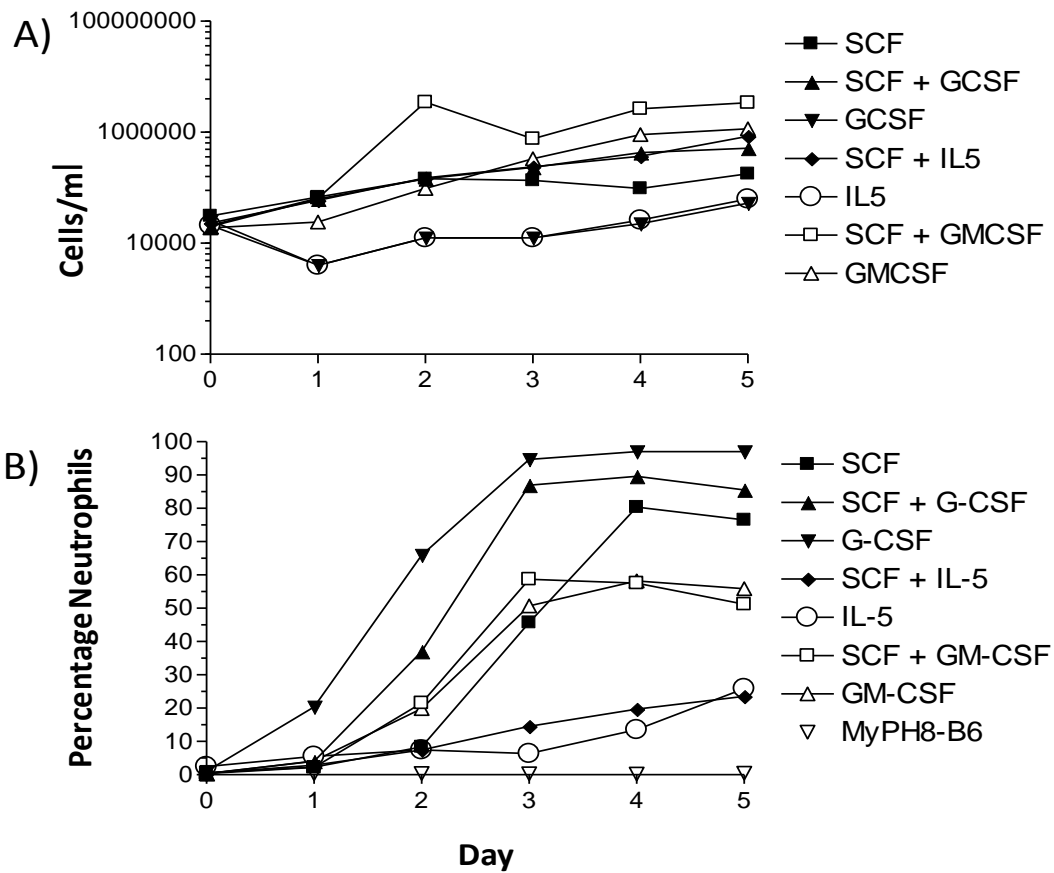 A)
100000000
1000000
10000
100
Cells/ml
0 1 2 3 4 5
SCF
SCF + GCSF
GCSF
SCF + IL5
IL5
SCF + GMCSF
GMCSF
B)
100
90
80
70
60
50
40
30
20
10
0
Percentage Neutrophils
0 1 2 3 4 5
Day
SCF
SCF + G-CSF
G-CSF
SCF + IL-5
IL-5
SCF + GM-CSF
GM-CSF
MyPH8-B6